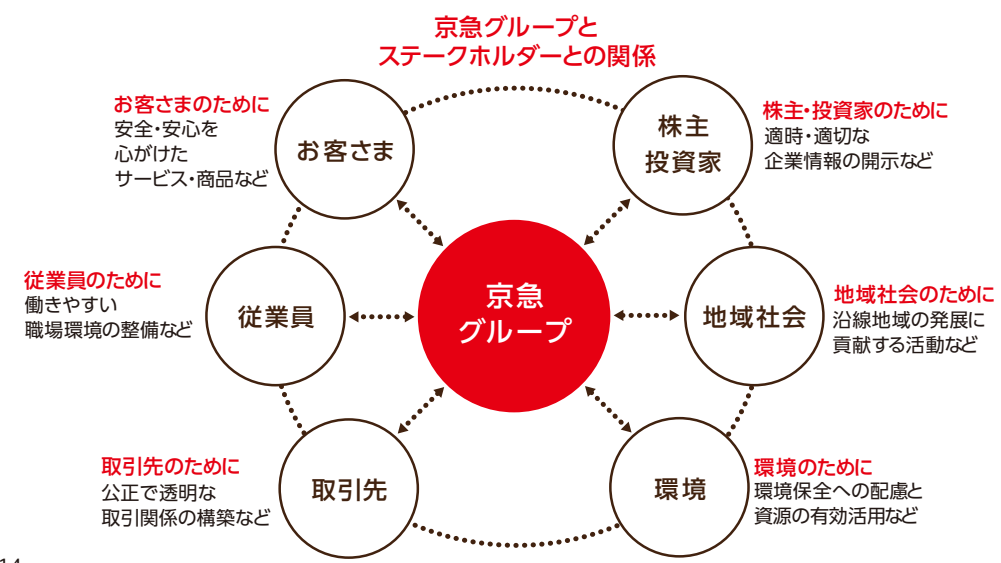 京急グループと
ステークホルダーとの関係
お客さまのために
安全・安心を
心がけた
サービス・商品など
お客さま
株主
投資家
株主・投資家のために
適時・適切な
企業情報の開示など
従業員のために
働きやすい
職場環境の整備など
従業員
京急
グループ
地域社会
地域社会のために
沿線地域の発展に
貢献する活動など
取引先のために
公正で透明な
取引関係の構築など
取引先
環境
環境のために
環境保全への配慮と
資源の有効活用など